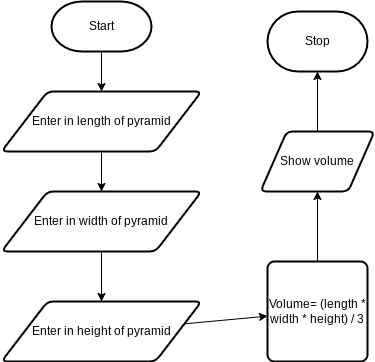 Start
Enter in length of pyramid
Enter in width of pyramid
Enter in height of pyramid
Volume= (length *
width * height) / 3
Show volume
Stop